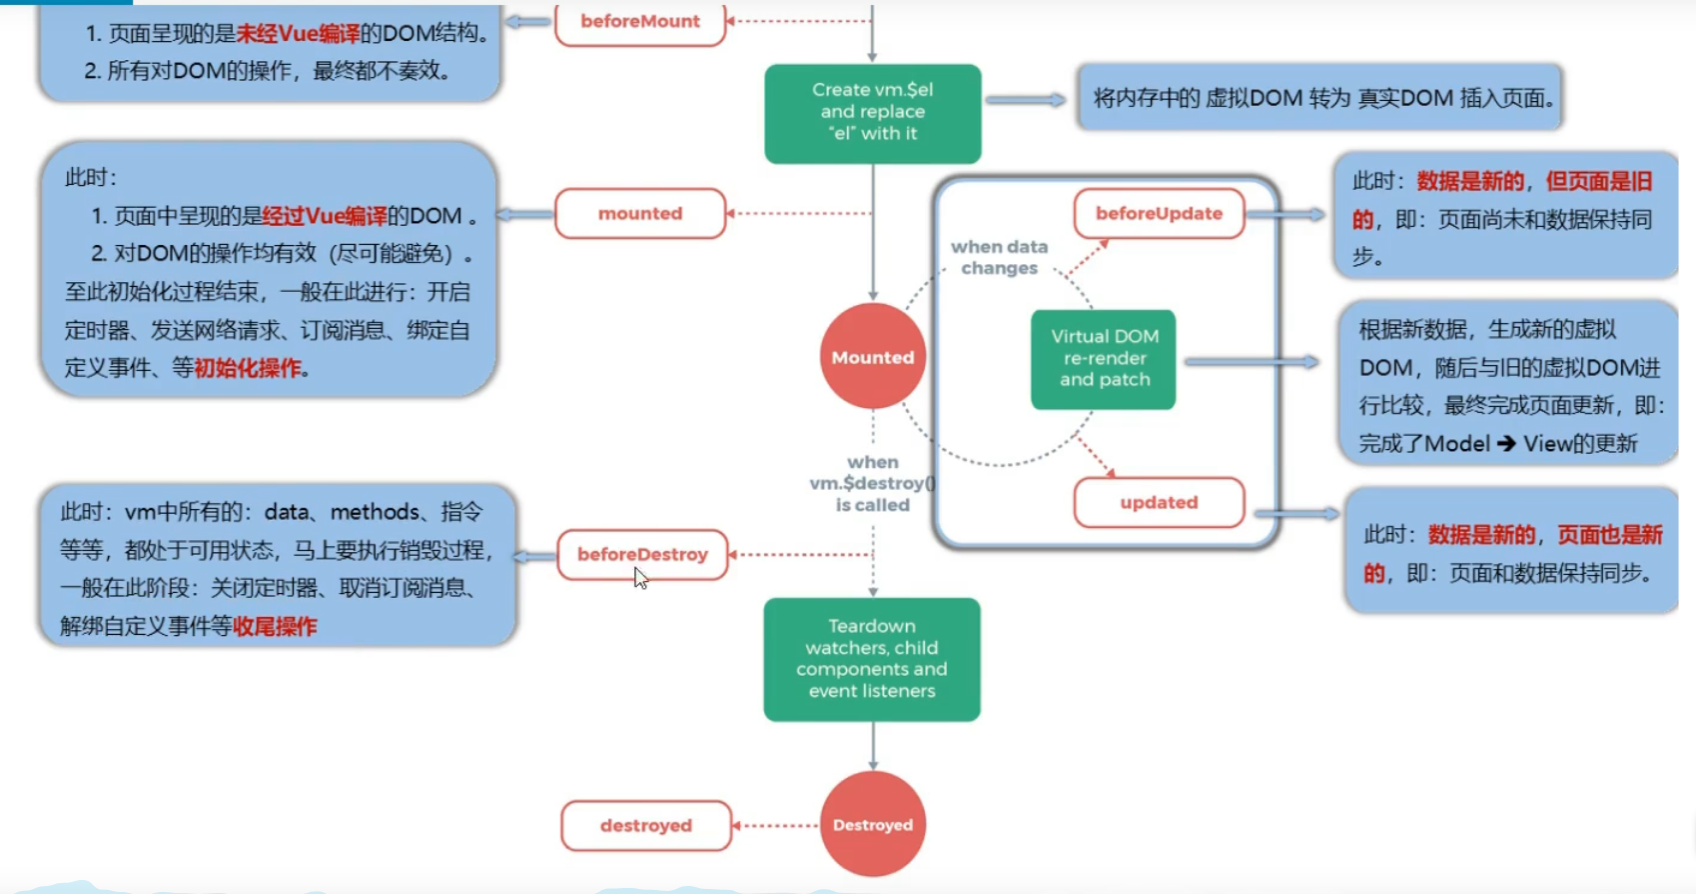 1. 页面呈现的是未经Vue编译的DOM结构。
2. 所有对DOM的操作，最终都不奏效。
beforeMount
Create vm.$el
and replace
“el” with it
将内存中的 虚拟DOM 转为 真实DOM 插入页面。
此时：
1. 页面中呈现的是经过Vue编译的DOM 。
2. 对DOM的操作均有效（尽可能避免）。
至此初始化过程结束，一般在此进行：开启
定时器、发送网络请求、订阅消息、绑定自
定义事件、等初始化操作。
mounted
beforeUpdate
此时：数据是新的，但页面是旧
的，即：页面尚未和数据保持同
步。
when data
changes
Mounted
Virtual DOM
re-render
and patch
根据新数据，生成新的虚拟
DOM，随后与旧的虚拟DOM进
行比较，最终完成页面更新，即：
完成了Model ➔ View的更新
when
vm.$destroy()
is called
updated
此时：数据是新的，页面也是新
的，即：页面和数据保持同步。
此时：vm中所有的：data、methods、指令
等等，都处于可用状态，马上要执行销毁过程，
一般在此阶段：关闭定时器、取消订阅消息、
解绑自定义事件等收尾操作
beforeDestroy
Teardown
watchers, child
components and
event listeners
destroyed
Destroyed